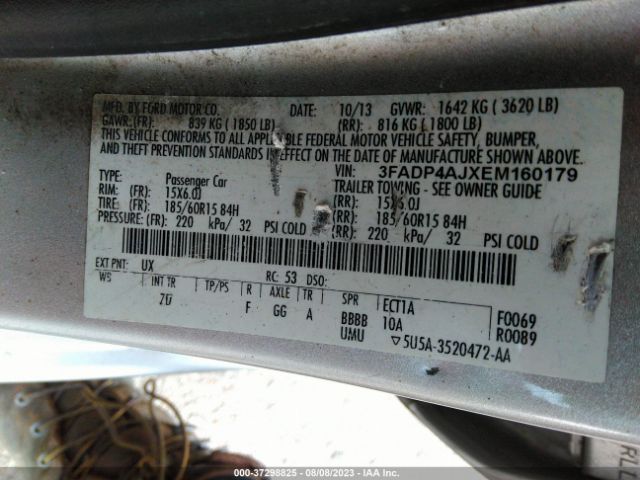 MFD. BY FORD MOTOR CO. DATE: 10/13 GVWR: 1642 KG ( 3620 LB)
GAWR: (FR): 839 KG ( 1850 LB) (RR): 816 KG ( 1800 LB)
THIS VEHICLE CONFORMS TO ALL APPLICABLE FEDERAL MOTOR VEHICLE SAFETY, BUMPER,
AND THEFT PREVENTION STANDARDS IN EFFECT ON THE DATE OF MANUFACTURE SHOWN ABOVE.
VIN: 3FADP4AJXEM160179
TYPE: Passenger Car TRAILER TOWING - SEE OWNER GUIDE
RIM: (FR): 15X6.0J (RR): 15X6.0J
TIRE: (FR): 185/60R15 84H (RR): 185/60R15 84H
PRESSURE: (FR): 220 kPa/ 32 PSI COLD (RR): 220 kPa/ 32 PSI COLD
EXT PNT: UX RC: 53 DSO:
WS INT TR TP/PS R AXLE TR SPR ECT1A
ZD F GG A BBBB 10A F0069
UMU ▽5U5A-3520472-AA R0089
000-37298825 - 08/08/2023 - IAA Inc.